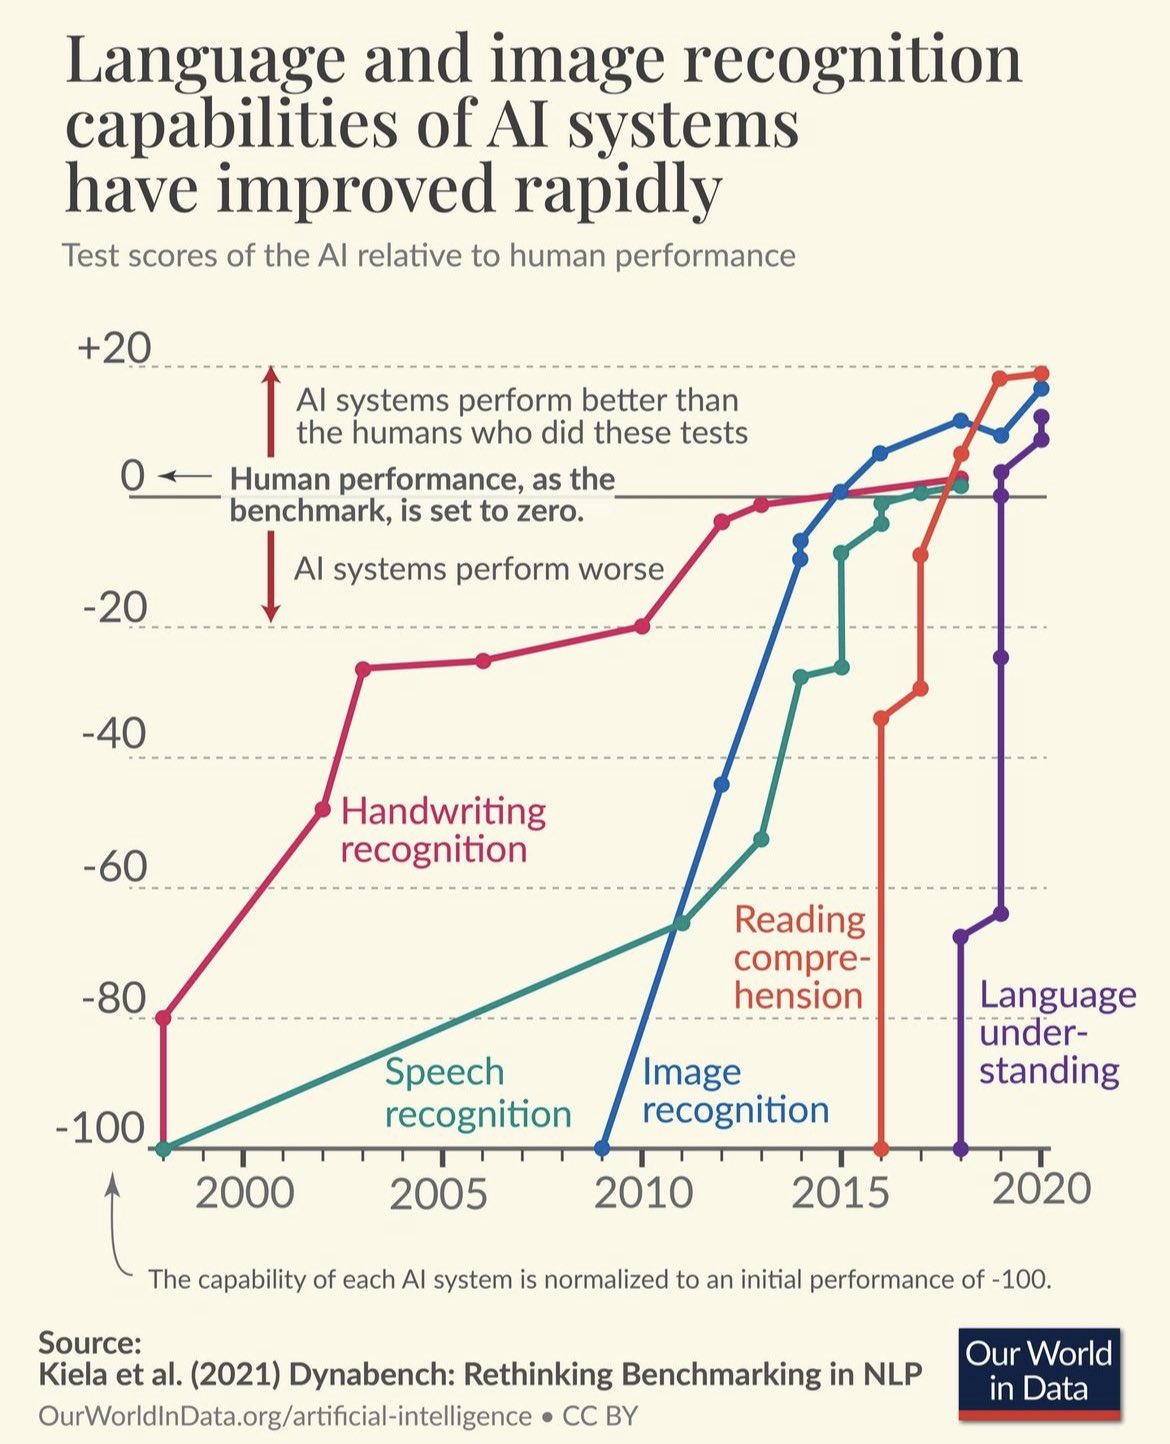 Language and image recognition
capabilities of AI systems
have improved rapidly
Test scores of the AI relative to human performance
+20
AI systems perform better than
the humans who did these tests
0
Human performance, as the
benchmark, is set to zero.
AI systems perform worse
-20
-40
Handwriting
recognition
-60
Reading
compre-
hension
-80
Language
under-
standing
Speech
recognition
Image
recognition
-100
2000
2005
2010
2015
2020
The capability of each AI system is normalized to an initial performance of -100.
Source:
Kiela et al. (2021) Dynabench: Rethinking Benchmarking in NLP
OurWorldInData.org/artificial-intelligence • CC BY
Our World
in Data